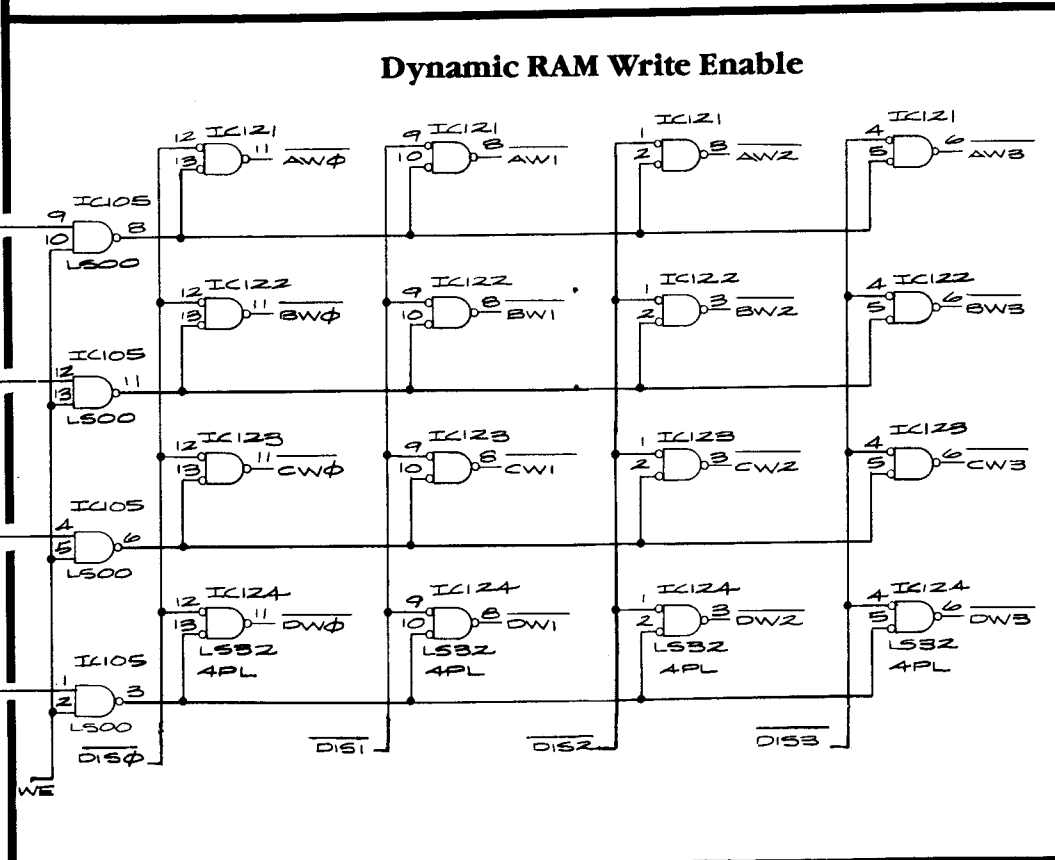 Dynamic RAM Write Enable
12 IC121 11 AWØ
13
9 IC121 8 AW1
10
1 IC121 3 AW2
2
4 IC121 6 AW3
5
IC105
9 8
10
LS00
12 IC122 11 BWØ
13
9 IC122 8 BW1
10
1 IC122 3 BW2
2
4 IC122 6 BW3
5
IC105
12 11
13
LS00
12 IC123 11 CWØ
13
9 IC123 8 CW1
10
1 IC123 3 CW2
2
4 IC123 6 CW3
5
IC105
4 6
5
LS00
12 IC124 11 DWØ
13
LS32
4PL
9 IC124 8 DW1
10
LS32
4PL
1 IC124 3 DW2
2
LS32
4PL
4 IC124 6 DW3
5
LS32
4PL
IC105
1 3
2
LS00
DISØ
DIS1
DIS2
DIS3
WE